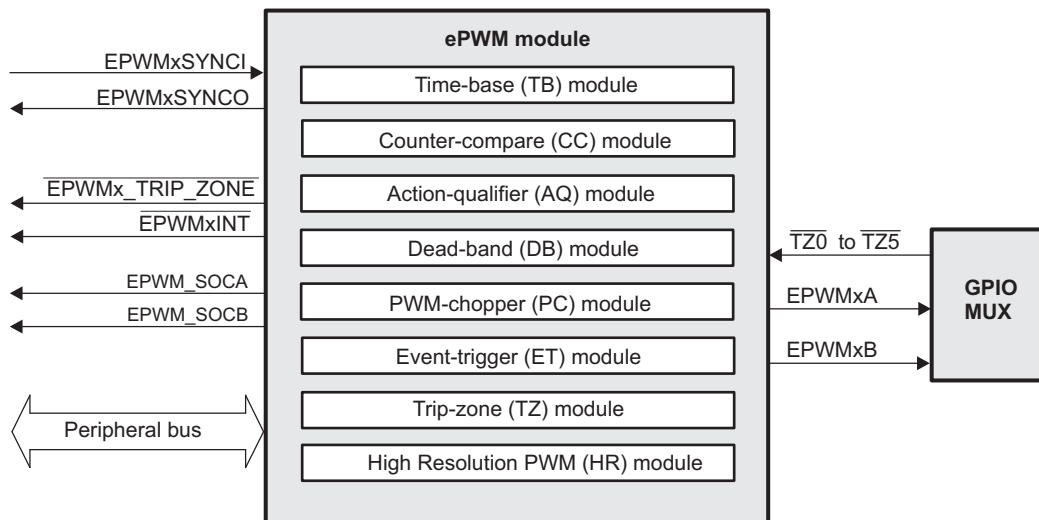 ePWM module
EPWMxSYNCI
EPWMxSYNCO
EPWMx_TRIP_ZONE
EPWMxINT
EPWM_SOCA
EPWM_SOCB
Peripheral bus
Time-base (TB) module
Counter-compare (CC) module
Action-qualifier (AQ) module
Dead-band (DB) module
PWM-chopper (PC) module
Event-trigger (ET) module
Trip-zone (TZ) module
High Resolution PWM (HR) module
TZ0 to TZ5
EPWMxA
EPWMxB
GPIO
MUX